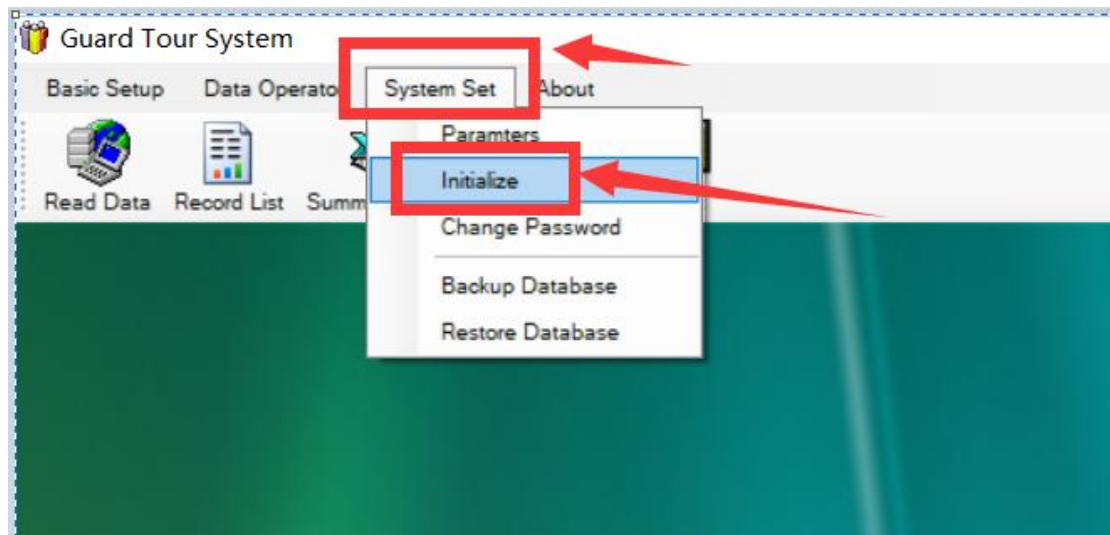 Guard Tour System
Basic Setup Data Operato System Set About
Paramters
Initialize
Read Data Record List Summ
Change Password
Backup Database
Restore Database